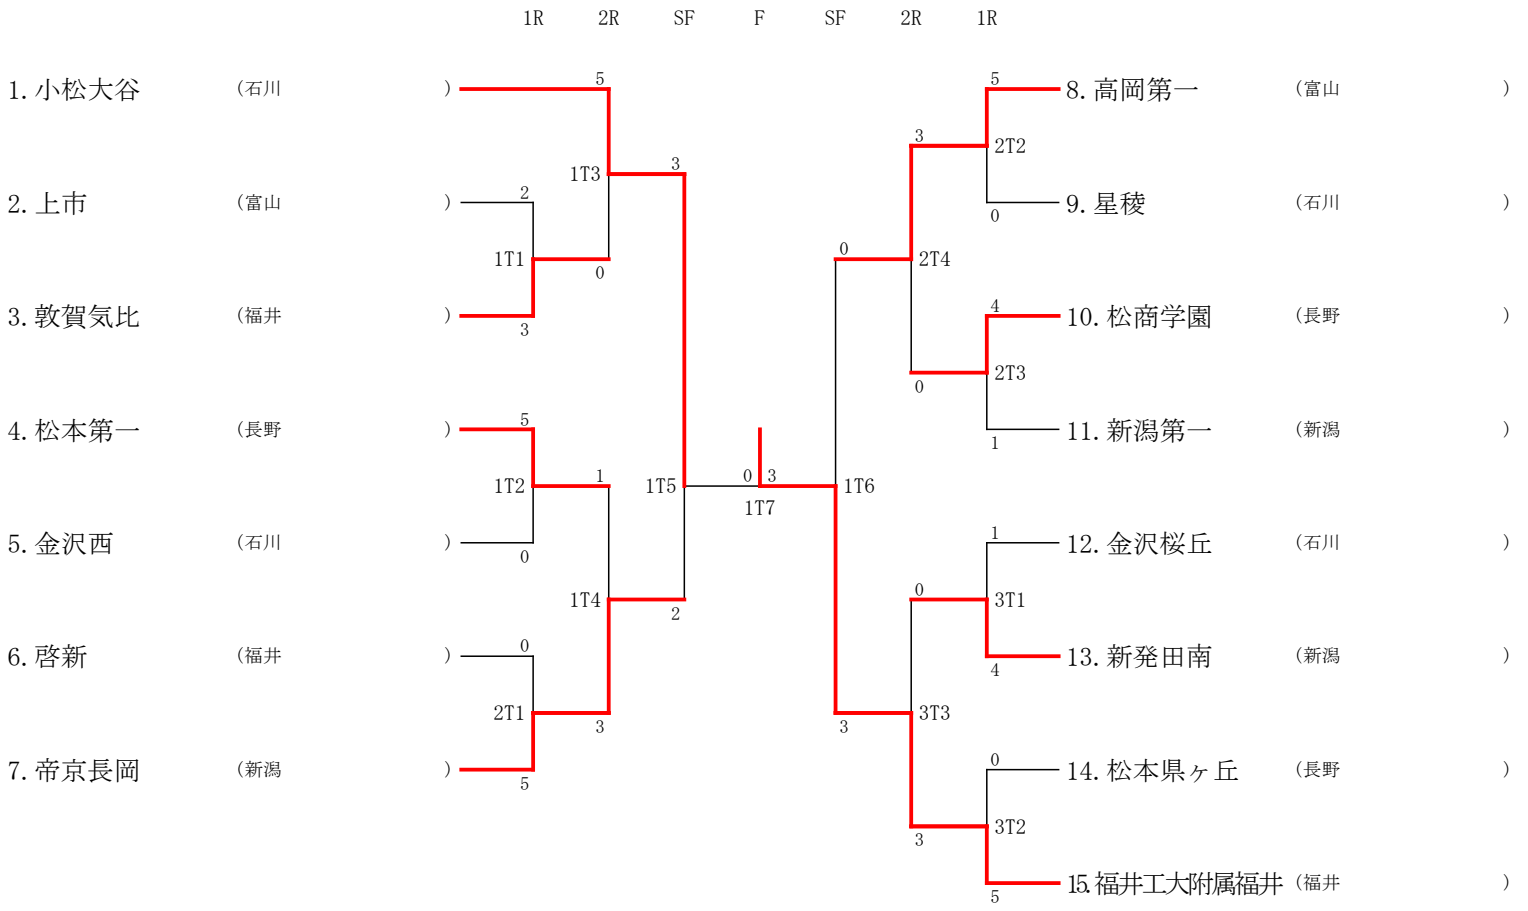 1R 2R SF F SF 2R 1R
5 5
1. 小松大谷 (石川 ) 8. 高岡第一 (富山 )
3 2T2
1T3 3
2
2. 上市 (富山 ) 9. 星稜 (石川 )
0
0
1T1 2T4
0
4
3. 敦賀気比 (福井 ) 10. 松商学園 (長野 )
3
2T3
0
5
4. 松本第一 (長野 ) 11. 新潟第一 (新潟 )
1
1 0 3
1T2 1T5 1T6
1T7
1
5. 金沢西 (石川 ) 12. 金沢桜丘 (石川 )
0
0
1T4 3T1
2
0
6. 啓新 (福井 ) 13. 新発田南 (新潟 )
4
2T1 3T3
3 3
0
7. 帝京長岡 (新潟 ) 14. 松本県ヶ丘 (長野 )
5
3T2
3
15. 福井工大附属福井 (福井 )
5